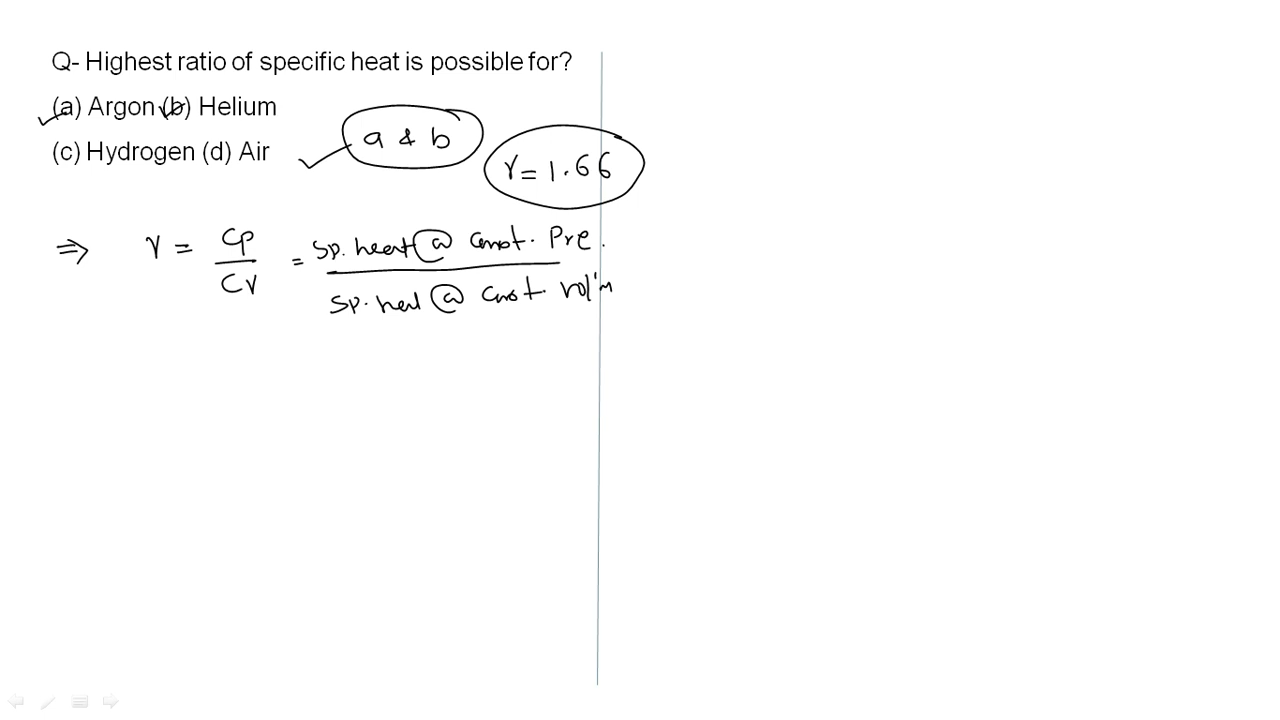 Q- Highest ratio of specific heat is possible for?
(a) Argon (b) Helium
(c) Hydrogen (d) Air
a & b
γ = 1.66
⇒ γ = Cp / Cv = Sp. heat @ const. Pre. / Sp. heat @ const.